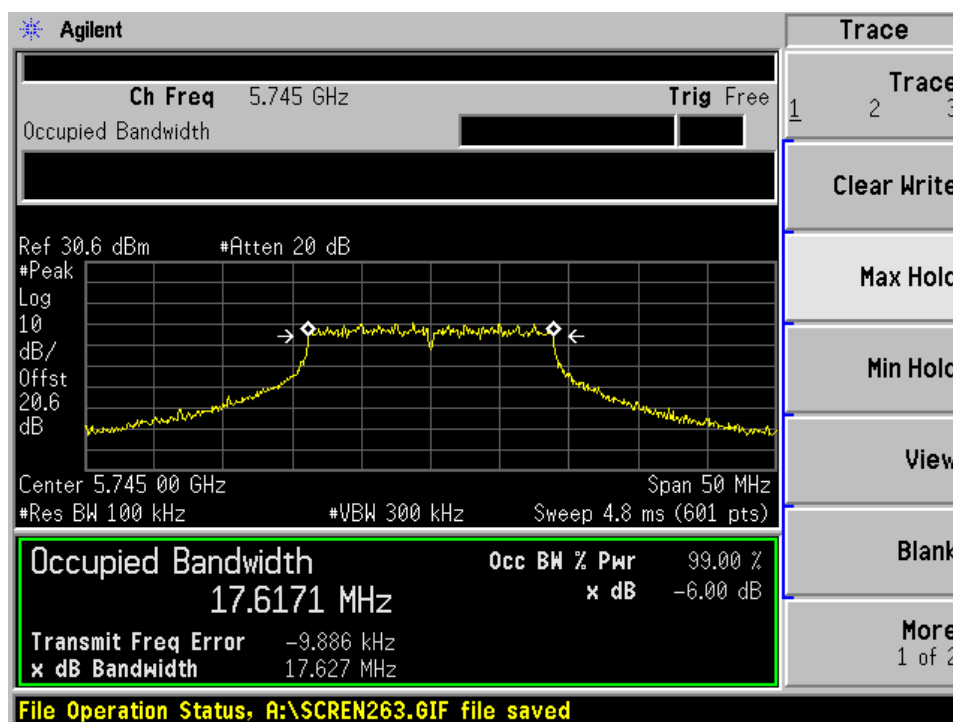 Agilent
Trace
Ch Freq 5.745 GHz Trig Free
Occupied Bandwidth
Trace
1 2 3
Clear Write
Max Hold
Min Hold
View
Blank
More
1 of 2
Ref 30.6 dBm #Atten 20 dB
#Peak
Log
10
dB/
Offst
20.6
dB
Center 5.745 00 GHz Span 50 MHz
#Res BW 100 kHz #VBW 300 kHz Sweep 4.8 ms (601 pts)
Occupied Bandwidth
17.6171 MHz
Occ BW % Pwr 99.00 %
x dB -6.00 dB
Transmit Freq Error -9.886 kHz
x dB Bandwidth 17.627 MHz
File Operation Status, A:\SCREN263.GIF file saved